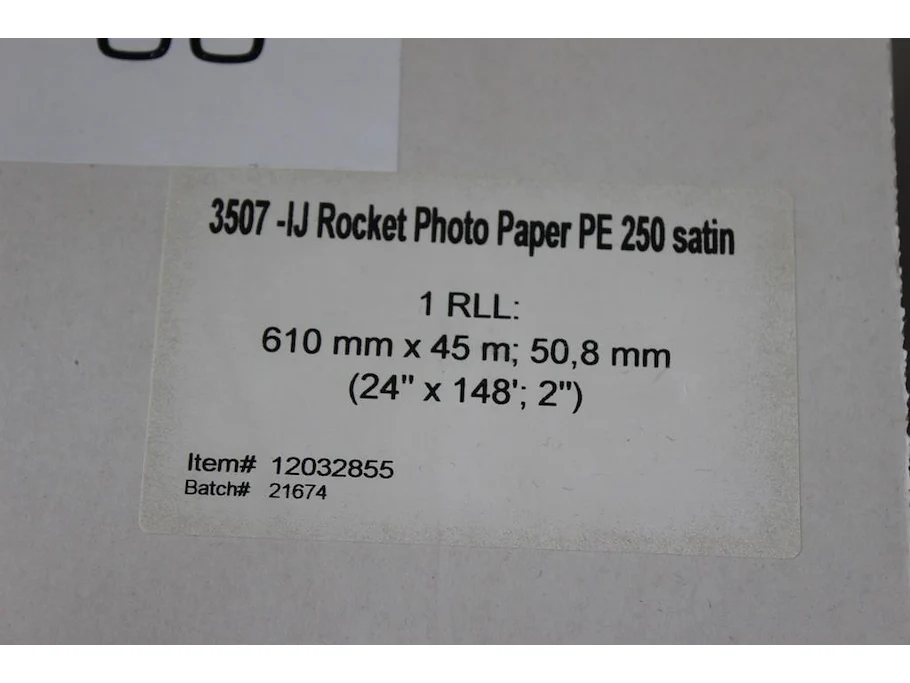 3507 -IJ Rocket Photo Paper PE 250 satin
1 RLL:
610 mm x 45 m; 50,8 mm
(24" x 148'; 2")
Item# 12032855
Batch# 21674